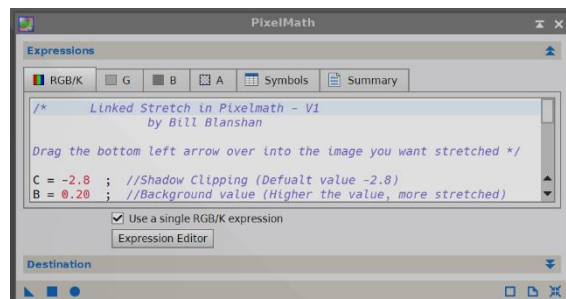 PixelMath
Expressions
RGB/K G B A Symbols Summary
/* Linked Stretch in Pixelmath - V1
by Bill Blanshan
Drag the bottom left arrow over into the image you want stretched */
C = -2.8 ; //Shadow Clipping (Defualt value -2.8)
B = 0.20 ; //Background value (Higher the value, more stretched)
Use a single RGB/K expression
Expression Editor
Destination